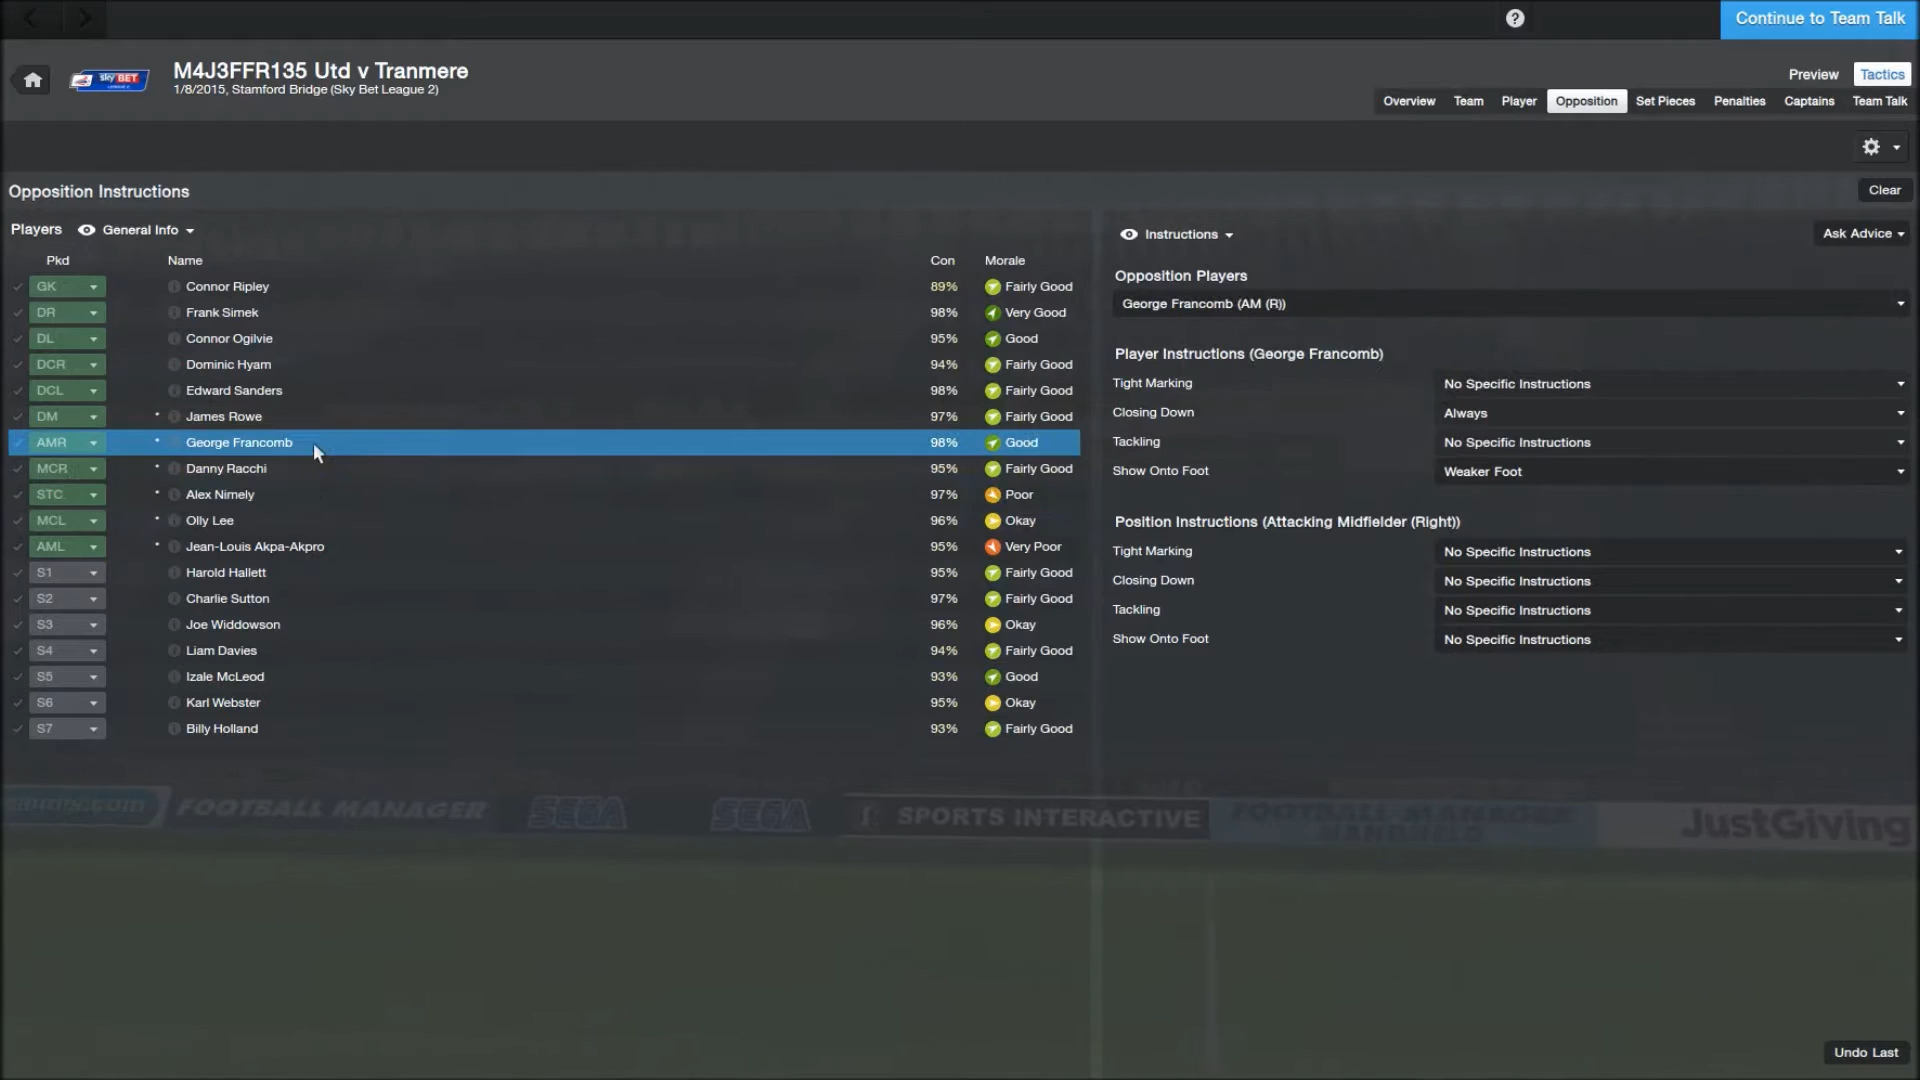 Continue to Team Talk
sky BET
M4J3FFR135 Utd v Tranmere
1/8/2015, Stamford Bridge (Sky Bet League 2)
Preview Tactics
Overview Team Player Opposition Set Pieces Penalties Captains Team Talk
Opposition Instructions
Clear
Players General Info
Instructions
Ask Advice
Pkd Name Con Morale
GK Connor Ripley 89% Fairly Good
DR Frank Simek 98% Very Good
DL Connor Ogilvie 95% Good
DCR Dominic Hyam 94% Fairly Good
DCL Edward Sanders 98% Fairly Good
DM James Rowe 97% Fairly Good
AMR George Francomb 98% Good
MCR Danny Racchi 95% Fairly Good
STC Alex Nimely 97% Poor
MCL Olly Lee 96% Okay
AML Jean-Louis Akpa-Akpro 95% Very Poor
S1 Harold Hallett 95% Fairly Good
S2 Charlie Sutton 97% Fairly Good
S3 Joe Widdowson 96% Okay
S4 Liam Davies 94% Fairly Good
S5 Izale McLeod 93% Good
S6 Karl Webster 95% Okay
S7 Billy Holland 93% Fairly Good
Opposition Players
George Francomb (AM (R))
Player Instructions (George Francomb)
Tight Marking No Specific Instructions
Closing Down Always
Tackling No Specific Instructions
Show Onto Foot Weaker Foot
Position Instructions (Attacking Midfielder (Right))
Tight Marking No Specific Instructions
Closing Down No Specific Instructions
Tackling No Specific Instructions
Show Onto Foot No Specific Instructions
FOOTBALL MANAGER SEGA SEGA SPORTS INTERACTIVE FOOTBALL MANAGER HANDHELD JustGiving
Undo Last